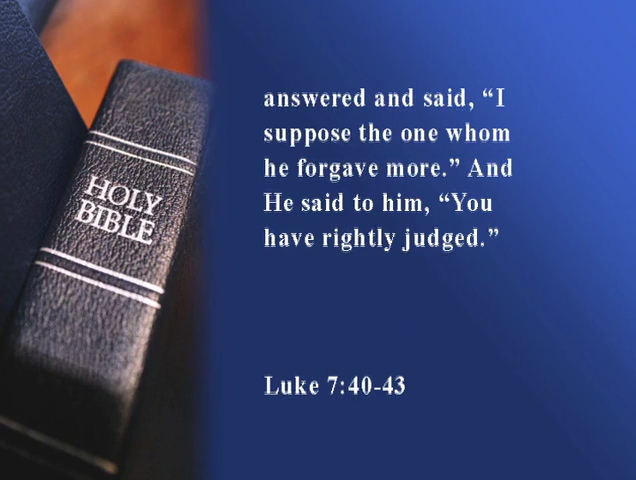 HOLY
BIBLE
answered and said, “I
suppose the one whom
he forgave more.” And
He said to him, “You
have rightly judged.”
Luke 7:40-43